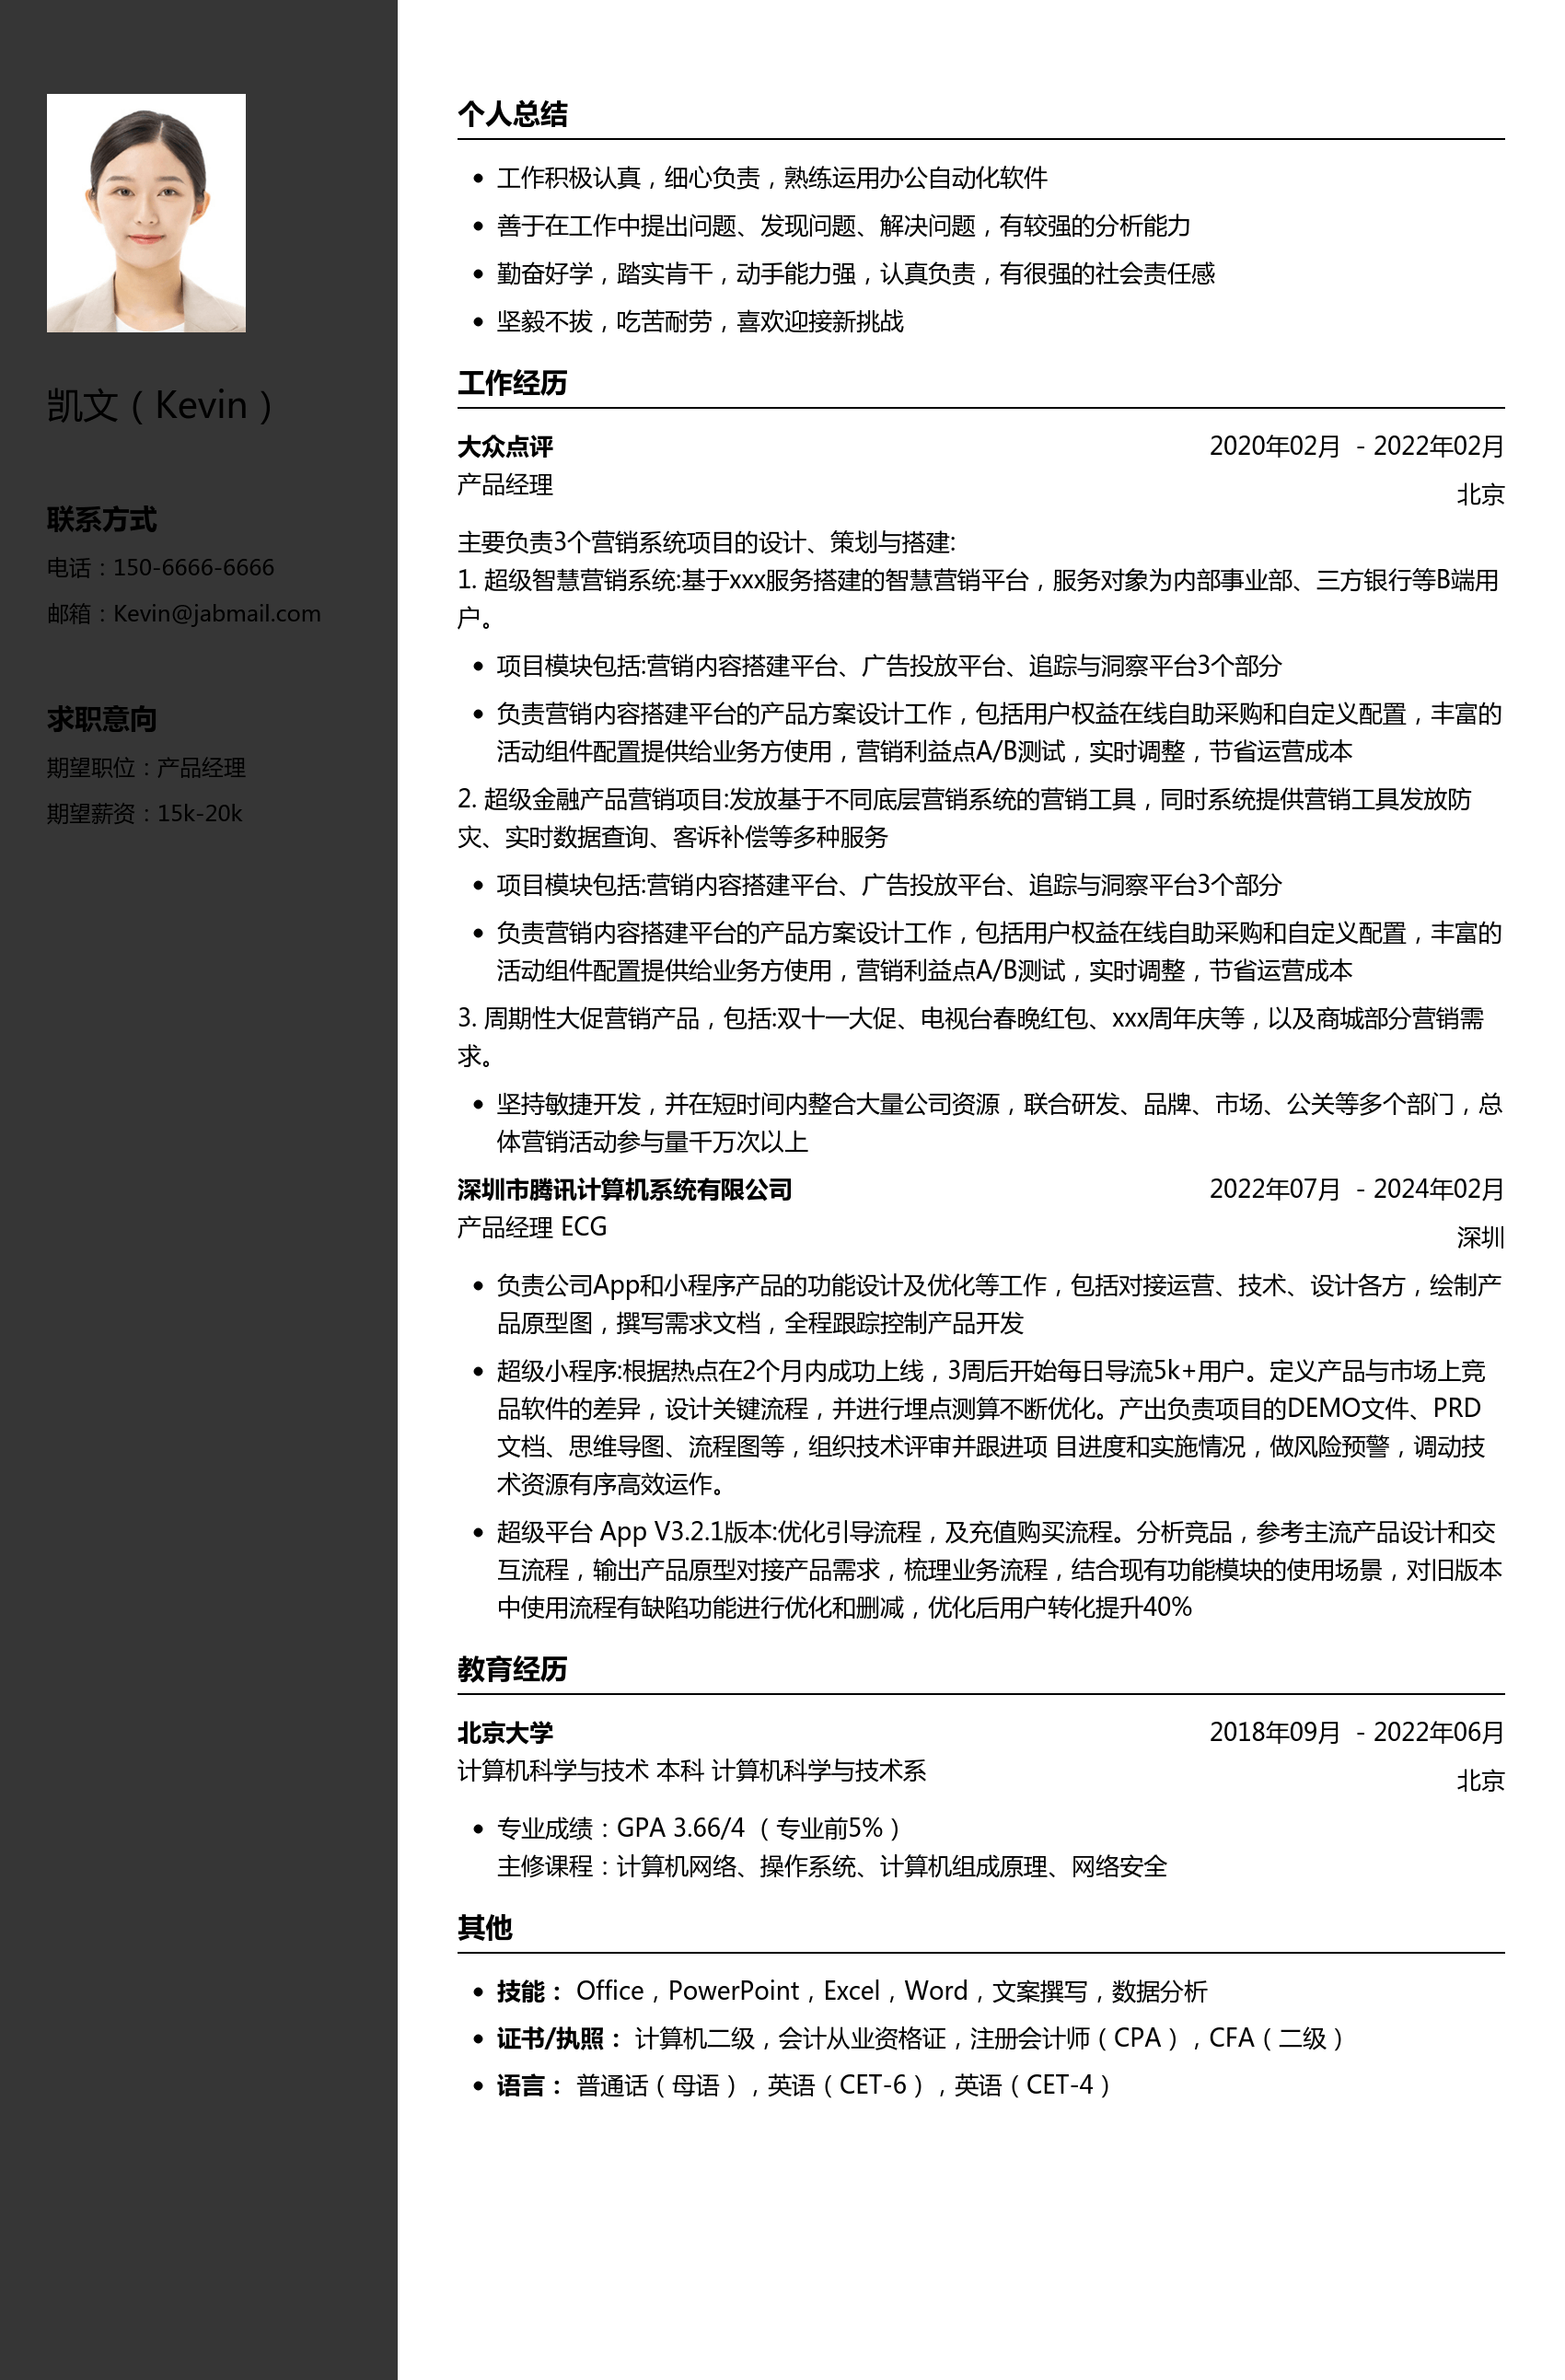 凯文（Kevin）
联系方式
电话：150-6666-6666
邮箱：Kevin@jabmail.com
求职意向
期望职位：产品经理
期望薪资：15k-20k
个人总结
工作积极认真，细心负责，熟练运用办公自动化软件
善于在工作中提出问题、发现问题、解决问题，有较强的分析能力
勤奋好学，踏实肯干，动手能力强，认真负责，有很强的社会责任感
坚毅不拔，吃苦耐劳，喜欢迎接新挑战
工作经历
大众点评 2020年02月 - 2022年02月
产品经理 北京
主要负责3个营销系统项目的设计、策划与搭建:
1. 超级智慧营销系统:基于xxx服务搭建的智慧营销平台，服务对象为内部事业部、三方银行等B端用
户。
项目模块包括:营销内容搭建平台、广告投放平台、追踪与洞察平台3个部分
负责营销内容搭建平台的产品方案设计工作，包括用户权益在线自助采购和自定义配置，丰富的
活动组件配置提供给业务方使用，营销利益点A/B测试，实时调整，节省运营成本
2. 超级金融产品营销项目:发放基于不同底层营销系统的营销工具，同时系统提供营销工具发放防
灾、实时数据查询、客诉补偿等多种服务
项目模块包括:营销内容搭建平台、广告投放平台、追踪与洞察平台3个部分
负责营销内容搭建平台的产品方案设计工作，包括用户权益在线自助采购和自定义配置，丰富的
活动组件配置提供给业务方使用，营销利益点A/B测试，实时调整，节省运营成本
3. 周期性大促营销产品，包括:双十一大促、电视台春晚红包、xxx周年庆等，以及商城部分营销需
求。
坚持敏捷开发，并在短时间内整合大量公司资源，联合研发、品牌、市场、公关等多个部门，总
体营销活动参与量千万次以上
深圳市腾讯计算机系统有限公司 2022年07月 - 2024年02月
产品经理 ECG 深圳
负责公司App和小程序产品的功能设计及优化等工作，包括对接运营、技术、设计各方，绘制产
品原型图，撰写需求文档，全程跟踪控制产品开发
超级小程序:根据热点在2个月内成功上线，3周后开始每日导流5k+用户。定义产品与市场上竞
品软件的差异，设计关键流程，并进行埋点测算不断优化。产出负责项目的DEMO文件、PRD
文档、思维导图、流程图等，组织技术评审并跟进项 目进度和实施情况，做风险预警，调动技
术资源有序高效运作。
超级平台 App V3.2.1版本:优化引导流程，及充值购买流程。分析竞品，参考主流产品设计和交
互流程，输出产品原型对接产品需求，梳理业务流程，结合现有功能模块的使用场景，对旧版本
中使用流程有缺陷功能进行优化和删减，优化后用户转化提升40%
教育经历
北京大学 2018年09月 - 2022年06月
计算机科学与技术 本科 计算机科学与技术系 北京
专业成绩：GPA 3.66/4 （专业前5%）
主修课程：计算机网络、操作系统、计算机组成原理、网络安全
其他
技能： Office，PowerPoint，Excel，Word，文案撰写，数据分析
证书/执照： 计算机二级，会计从业资格证，注册会计师（CPA），CFA（二级）
语言： 普通话（母语），英语（CET-6），英语（CET-4）